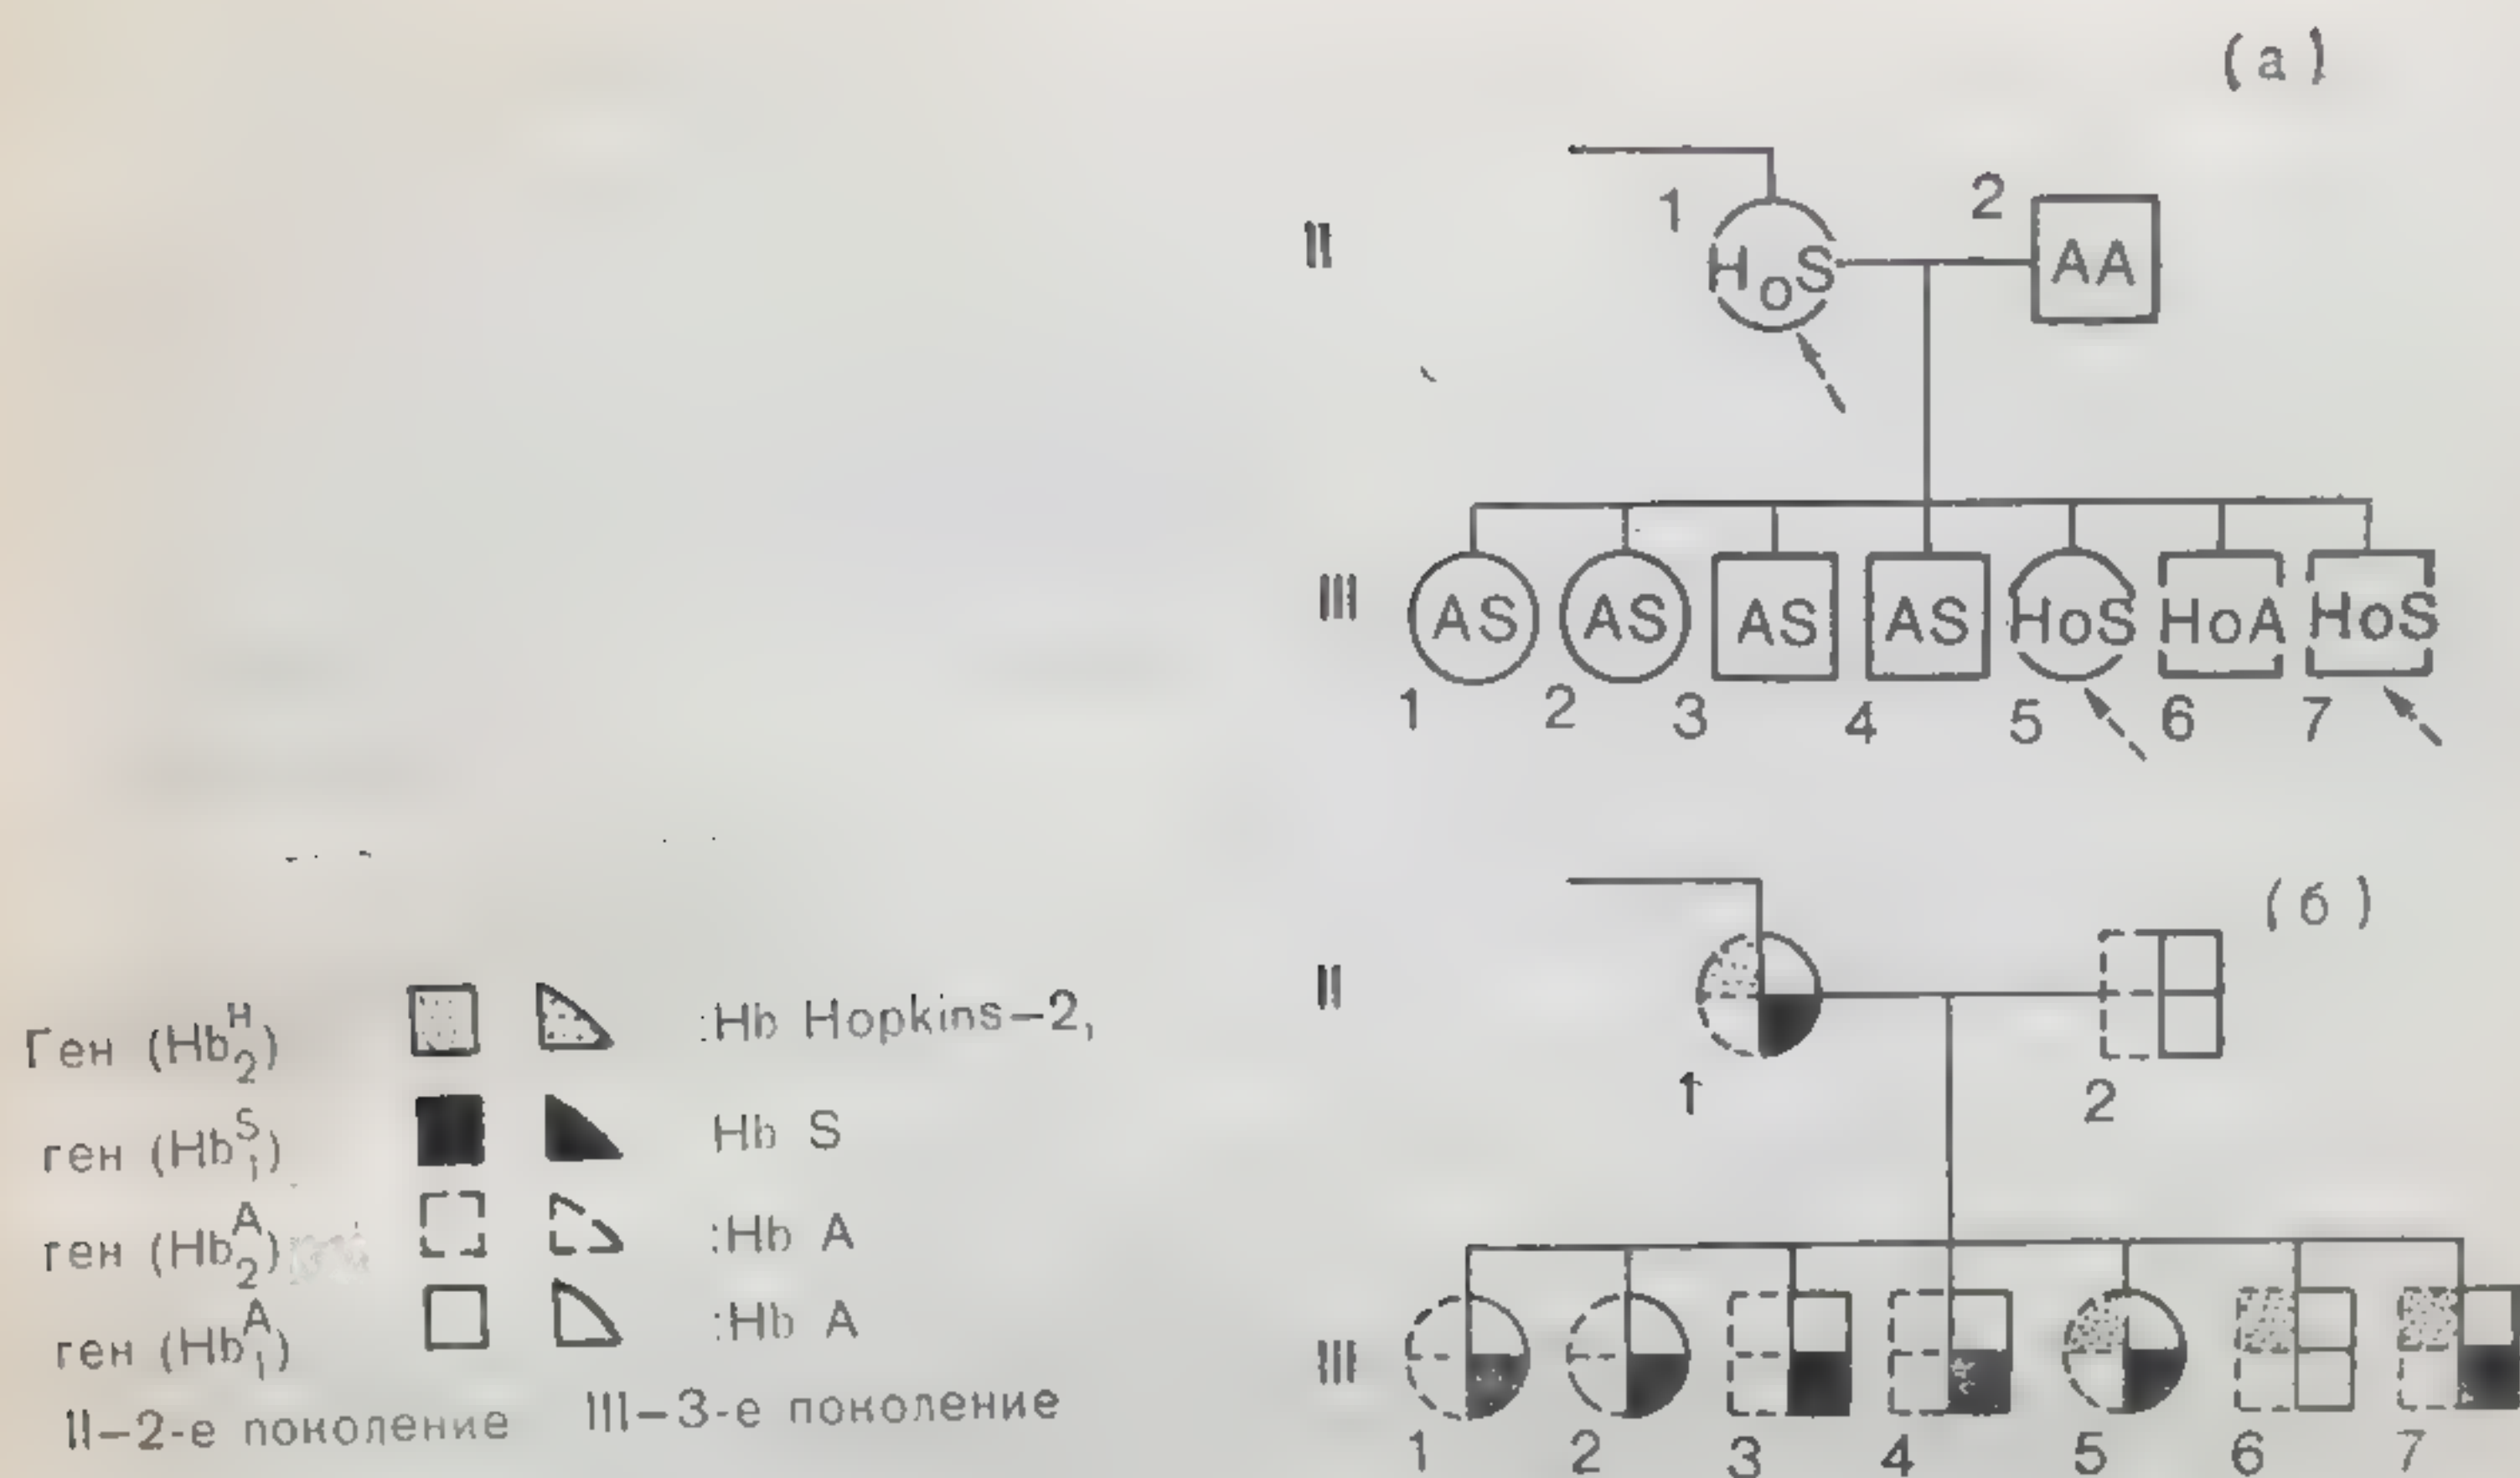 (а)
1 2
II HoS AA
III AS AS AS AS HoS HoA HoS
1 2 3 4 5 6 7
(б)
II
1 2
Ген (Hb₂ᴴ) :Hb Hopkins–2,
ген (Hb₁ˢ) Hb S
ген (Hb₂ᴬ) :Hb A
ген (Hb₁ᴬ) :Hb A
III
II–2-е поколение III–3-е поколение
1 2 3 4 5 6 7